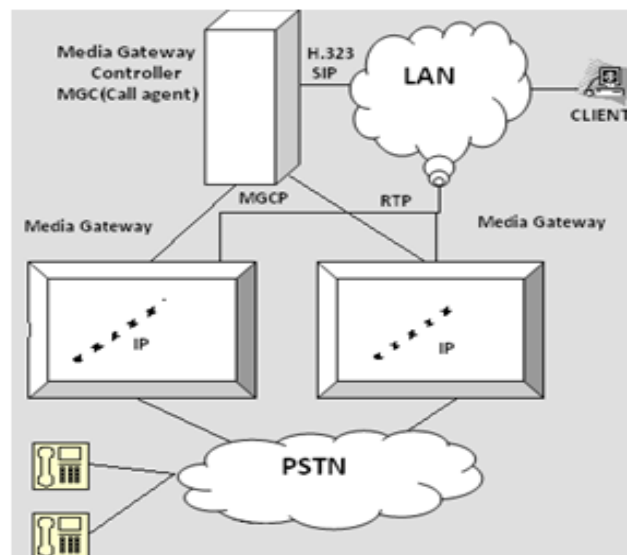 Media Gateway
Controller
MGC(Call agent)
H.323
SIP
LAN
CLIENT
MGCP
RTP
Media Gateway
Media Gateway
IP
IP
PSTN